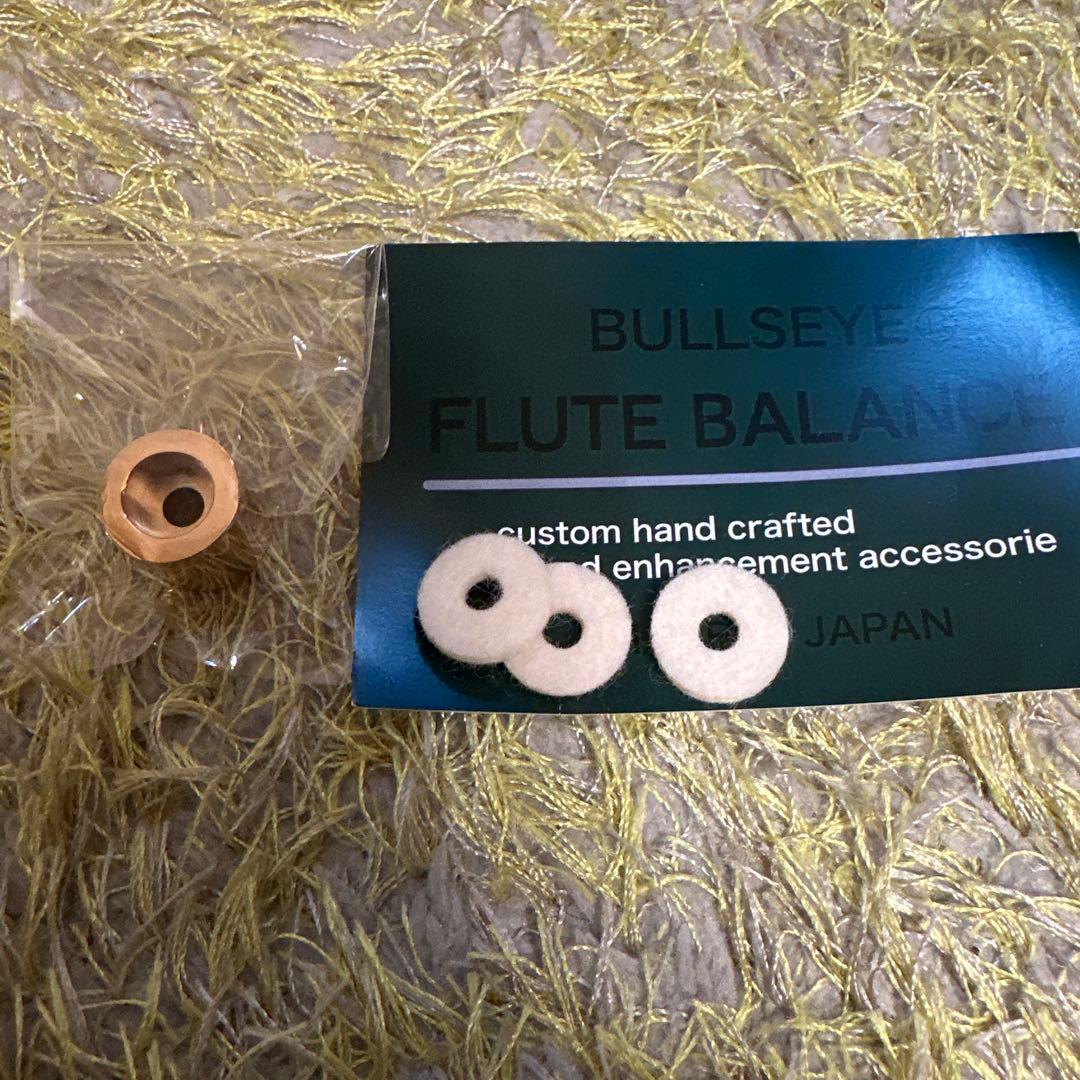 BULLSEYE
FLUTE BALANCE
custom hand crafted
enhancement accessorie
JAPAN